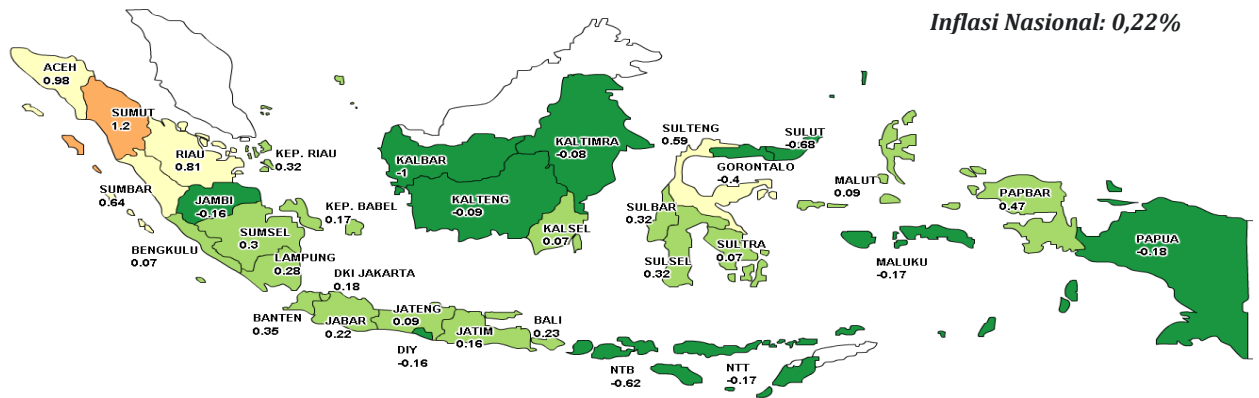 Inflasi Nasional: 0,22%
ACEH
0.98
SUMUT
1.2
RIAU
0.81
KEP. RIAU
0.32
SUMBAR
0.64
JAMBI
-0.16
KEP. BABEL
0.17
SUMSEL
0.3
BENGKULU
0.07
LAMPUNG
0.28
DKI JAKARTA
0.18
BANTEN
0.35
JABAR
0.22
JATENG
0.09
DIY
-0.16
JATIM
0.16
BALI
0.23
NTB
-0.62
NTT
-0.17
KALBAR
-1
KALTENG
-0.09
KALTIMRA
-0.08
KALSEL
0.07
SULTENG
0.59
SULUT
-0.68
GORONTALO
-0.4
SULBAR
0.32
SULSEL
0.32
SULTRA
0.07
MALUT
0.09
MALUKU
-0.17
PAPBAR
0.47
PAPUA
-0.18